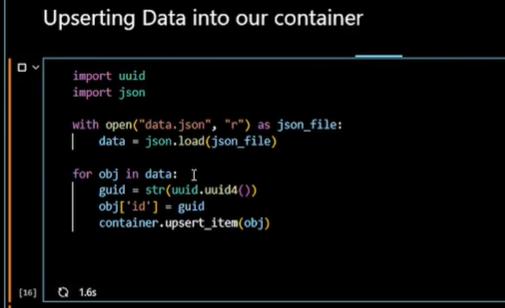 Upserting Data into our container
import uuid
import json
with open("data.json", "r") as json_file:
data = json.load(json_file)
for obj in data:
guid = str(uuid.uuid4())
obj['id'] = guid
container.upsert_item(obj)
[16] 1.6s